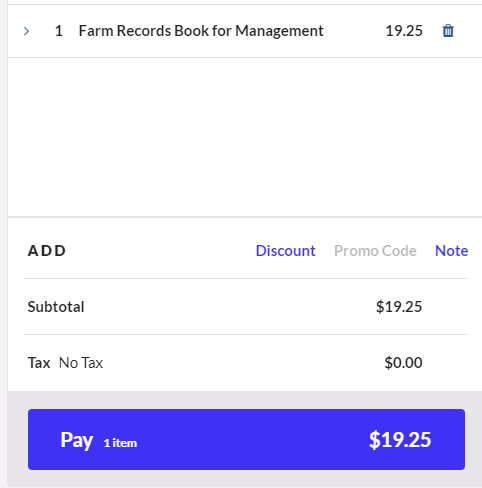 1 Farm Records Book for Management 19.25
ADD Discount Promo Code Note
Subtotal $19.25
Tax No Tax $0.00
Pay 1 item $19.25